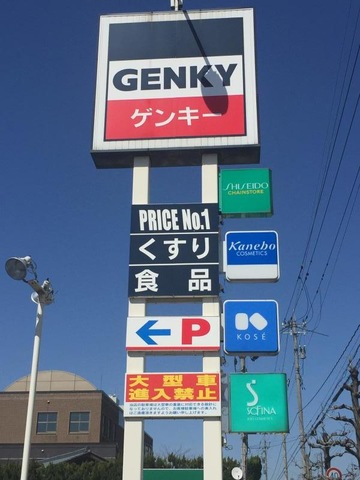 GENKY
ゲンキー
SHISEIDO
CHAINSTORE
PRICE No.1
くすり
食品
Kanebo
COSMETICS
P
KOSÉ
大型車
進入禁止
SOFINA